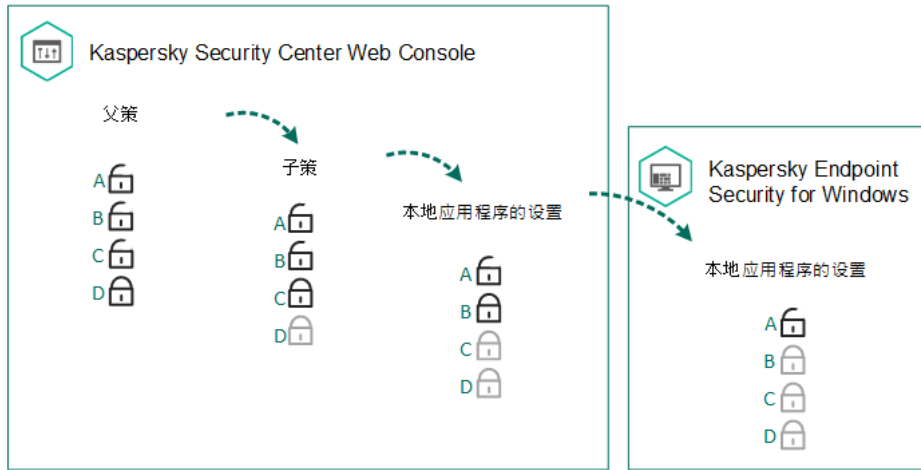 Kaspersky Security Center Web Console
父策
A
B
C
D
子策
A
B
C
D
本地应用程序的设置
A
B
C
D
Kaspersky Endpoint
Security for Windows
本地应用程序的设置
A
B
C
D